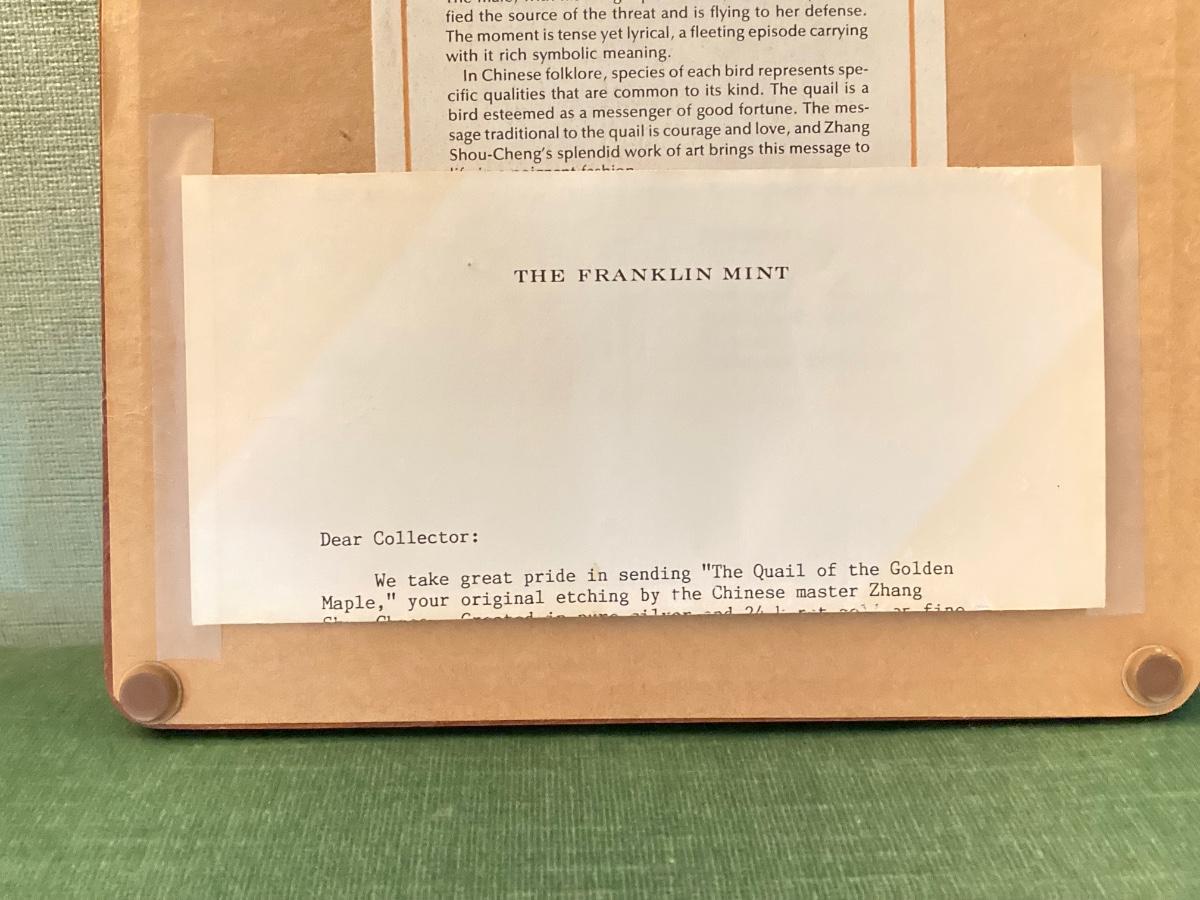 fied the source of the threat and is flying to her defense.
The moment is tense yet lyrical, a fleeting episode carrying
with it rich symbolic meaning.
In Chinese folklore, species of each bird represents spe-
cific qualities that are common to its kind. The quail is a
bird esteemed as a messenger of good fortune. The mes-
sage traditional to the quail is courage and love, and Zhang
Shou-Cheng's splendid work of art brings this message to
THE FRANKLIN MINT
Dear Collector:
We take great pride in sending "The Quail of the Golden
Maple," your original etching by the Chinese master Zhang